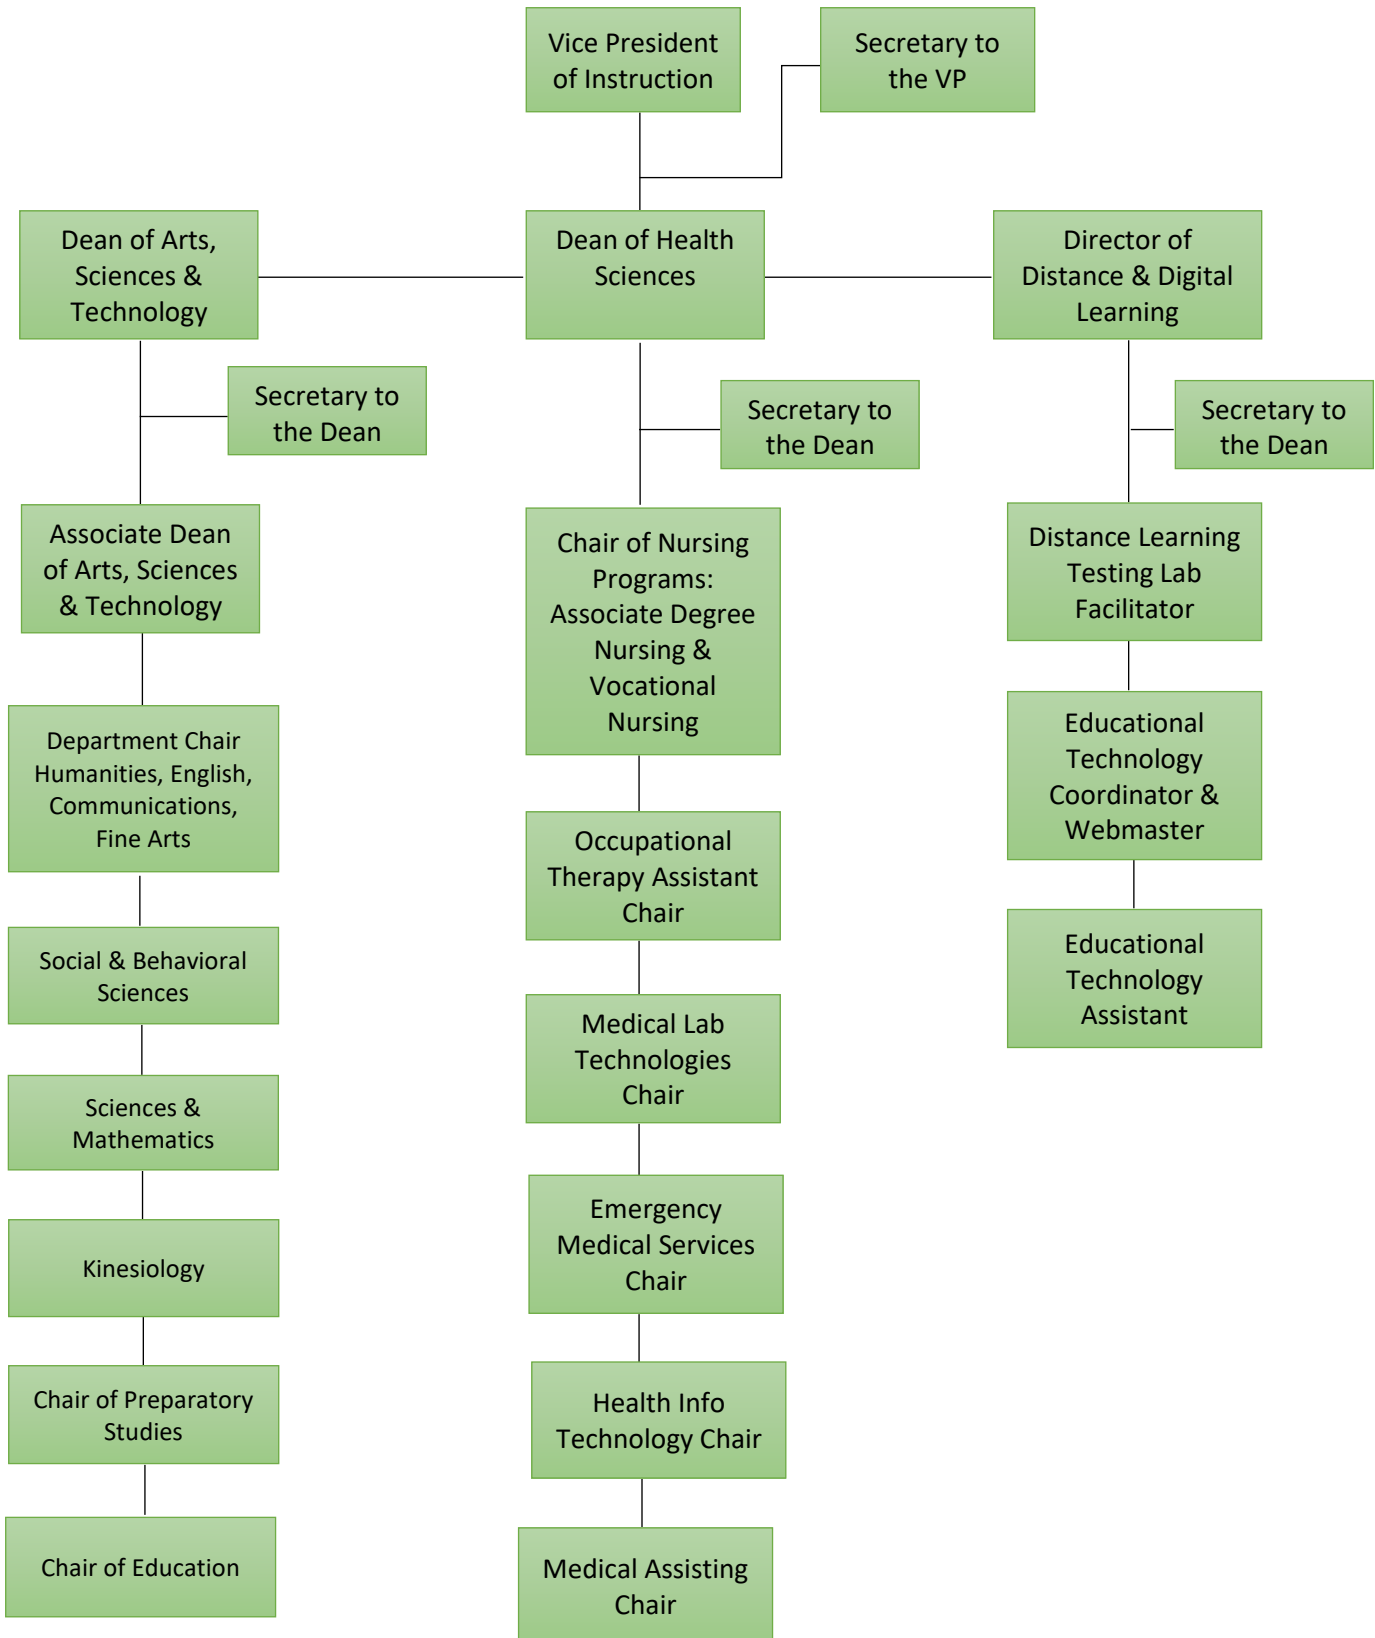 Vice President
of Instruction
Secretary to
the VP
Dean of Arts,
Sciences &
Technology
Dean of Health
Sciences
Director of
Distance & Digital
Learning
Secretary to
the Dean
Secretary to
the Dean
Secretary to
the Dean
Associate Dean
of Arts, Sciences
& Technology
Chair of Nursing
Programs:
Associate Degree
Nursing &
Vocational
Nursing
Distance Learning
Testing Lab
Facilitator
Department Chair
Humanities, English,
Communications,
Fine Arts
Educational
Technology
Coordinator &
Webmaster
Occupational
Therapy Assistant
Chair
Social & Behavioral
Sciences
Educational
Technology
Assistant
Medical Lab
Technologies
Chair
Sciences &
Mathematics
Emergency
Medical Services
Chair
Kinesiology
Chair of Preparatory
Studies
Health Info
Technology Chair
Chair of Education
Medical Assisting
Chair